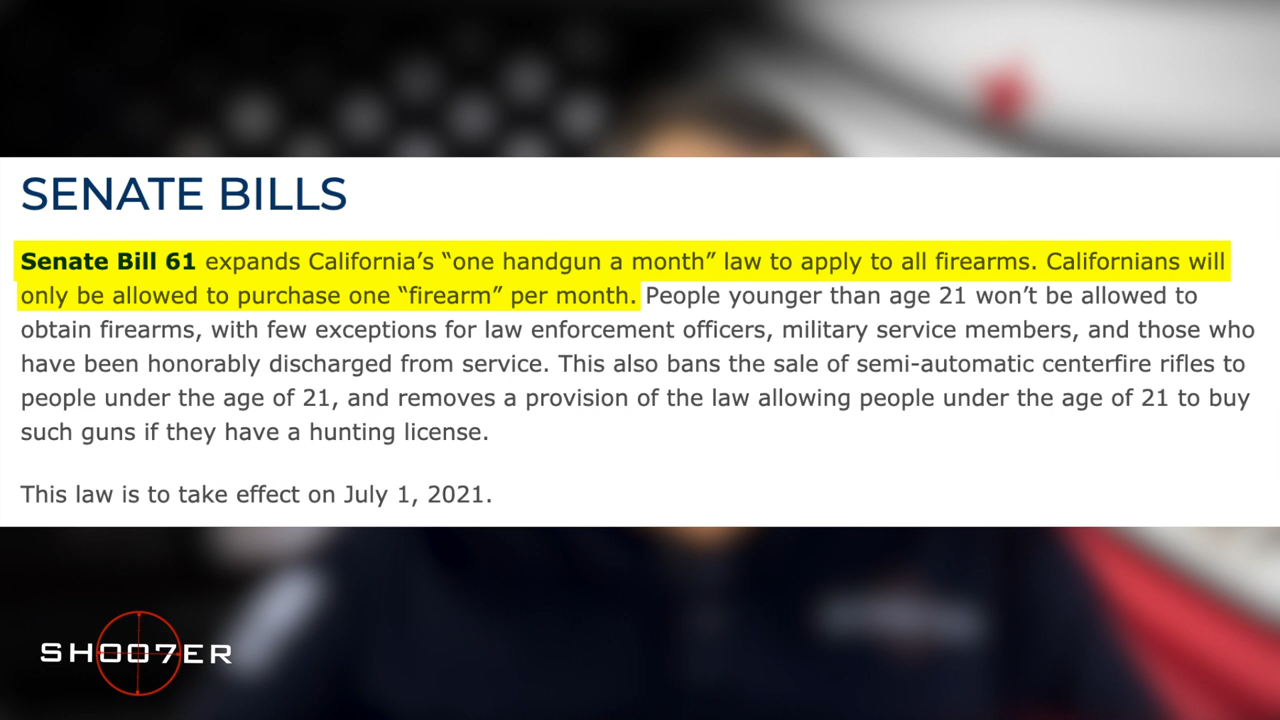 SENATE BILLS
Senate Bill 61 expands California’s “one handgun a month” law to apply to all firearms. Californians will
only be allowed to purchase one “firearm” per month. People younger than age 21 won’t be allowed to
obtain firearms, with few exceptions for law enforcement officers, military service members, and those who
have been honorably discharged from service. This also bans the sale of semi-automatic centerfire rifles to
people under the age of 21, and removes a provision of the law allowing people under the age of 21 to buy
such guns if they have a hunting license.
This law is to take effect on July 1, 2021.
SHOO7ER